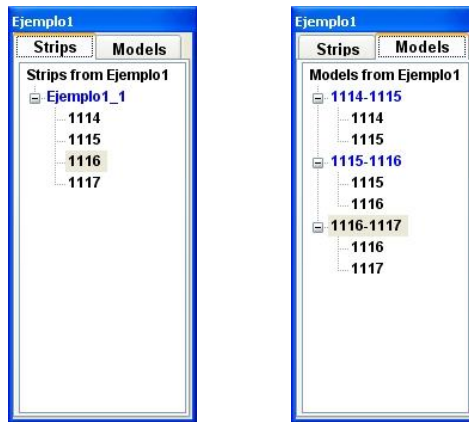 Ejemplo1
Strips Models
Strips from Ejemplo1
Ejemplo1_1
1114
1115
1116
1117
Ejemplo1
Strips Models
Models from Ejemplo1
1114-1115
1114
1115
1115-1116
1115
1116
1116-1117
1116
1117